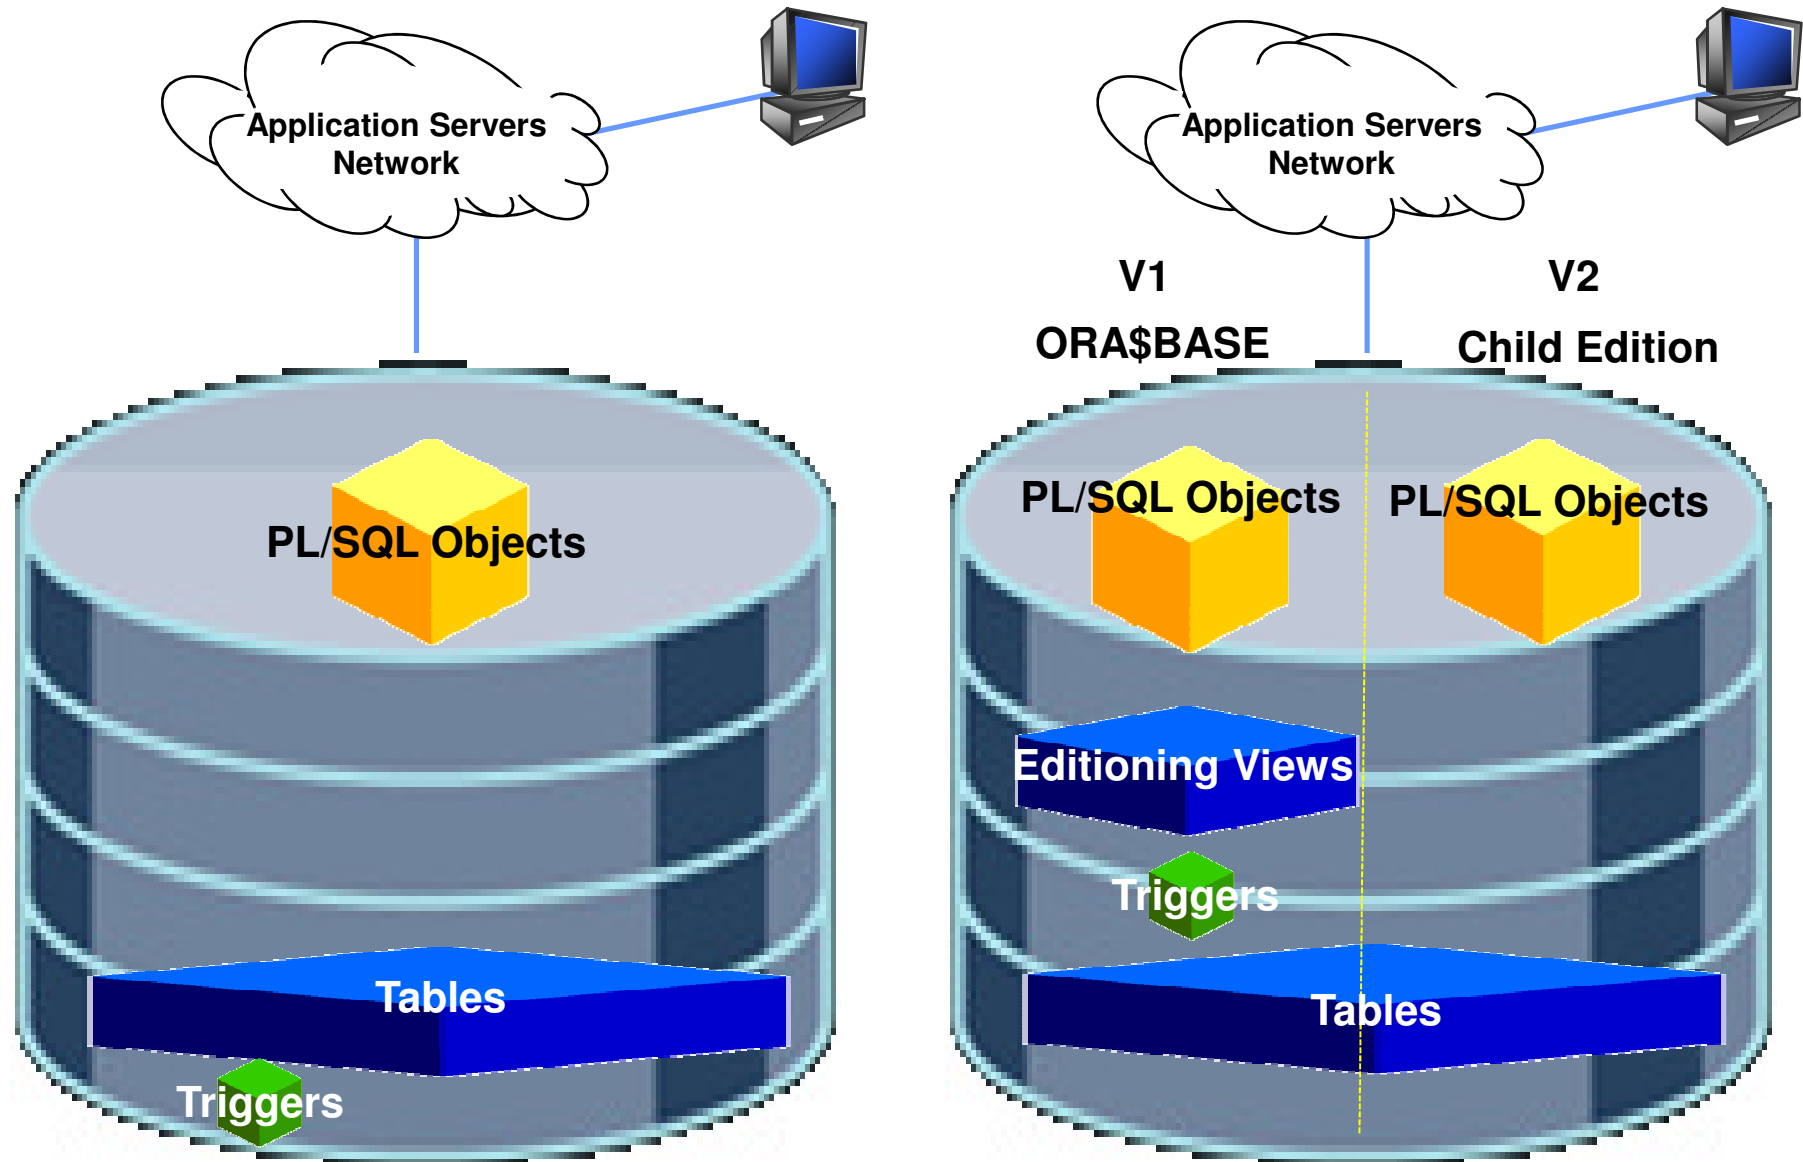 Application Servers
Network
PL/SQL Objects
Tables
Triggers
Application Servers
Network
V1
V2
ORA$BASE
Child Edition
PL/SQL Objects
PL/SQL Objects
Editioning Views
Triggers
Tables